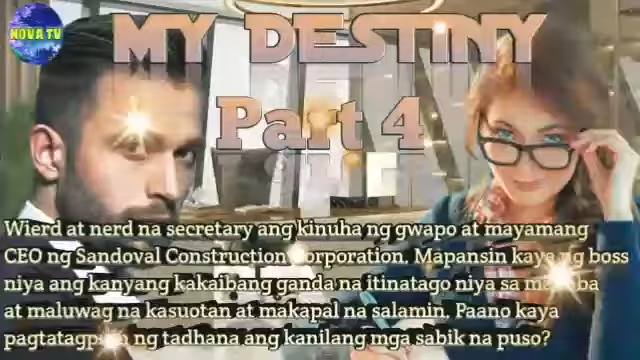 NOVA TV
MY DESTINY
Part 4
Wierd at nerd na secretary ang kinuha ng gwapo at mayamang
CEO ng Sandoval Construction Corporation. Mapansin kaya ng boss
niya ang kanyang kakaibang ganda na itinatago niya sa
at maluwag na kasuotan at makapal na salamin. Paano kaya
ng tadhana ang kanilang mga sabik na puso?